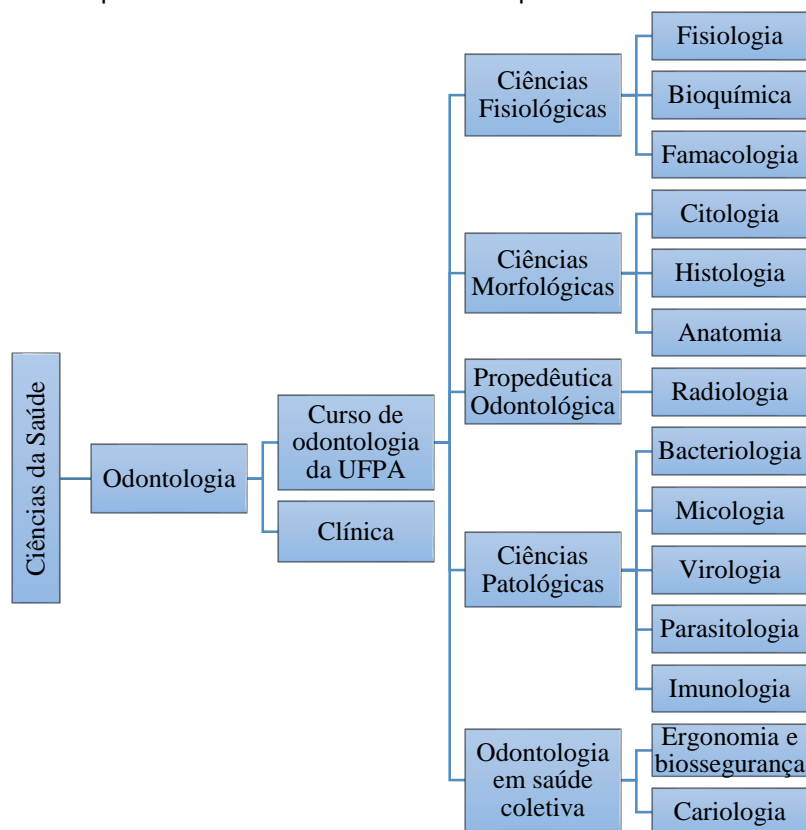 Ciências da Saúde
Odontologia
Curso de
odontologia
da UFPA
Clínica
Ciências
Fisiológicas
Fisiologia
Bioquímica
Famacologia
Ciências
Morfológicas
Citologia
Histologia
Anatomia
Propedêutica
Odontológica
Radiologia
Ciências
Patológicas
Bacteriologia
Micologia
Virologia
Parasitologia
Imunologia
Odontologia
em saúde
coletiva
Ergonomia e
biossegurança
Cariologia